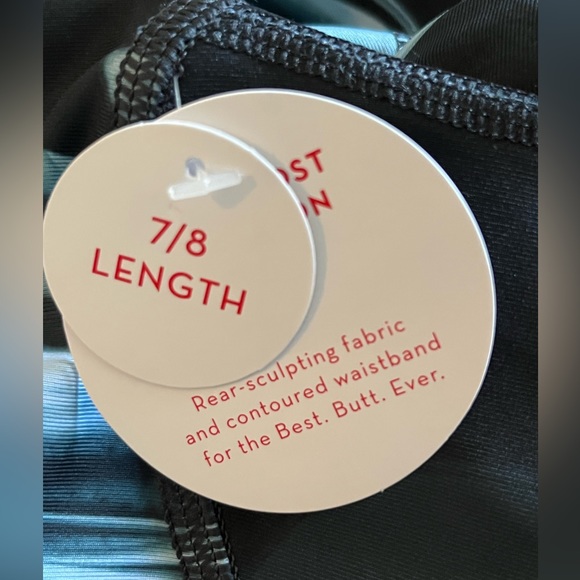 7/8
LENGTH
Rear-sculpting fabric
and contoured waistband
for the Best. Butt. Ever.